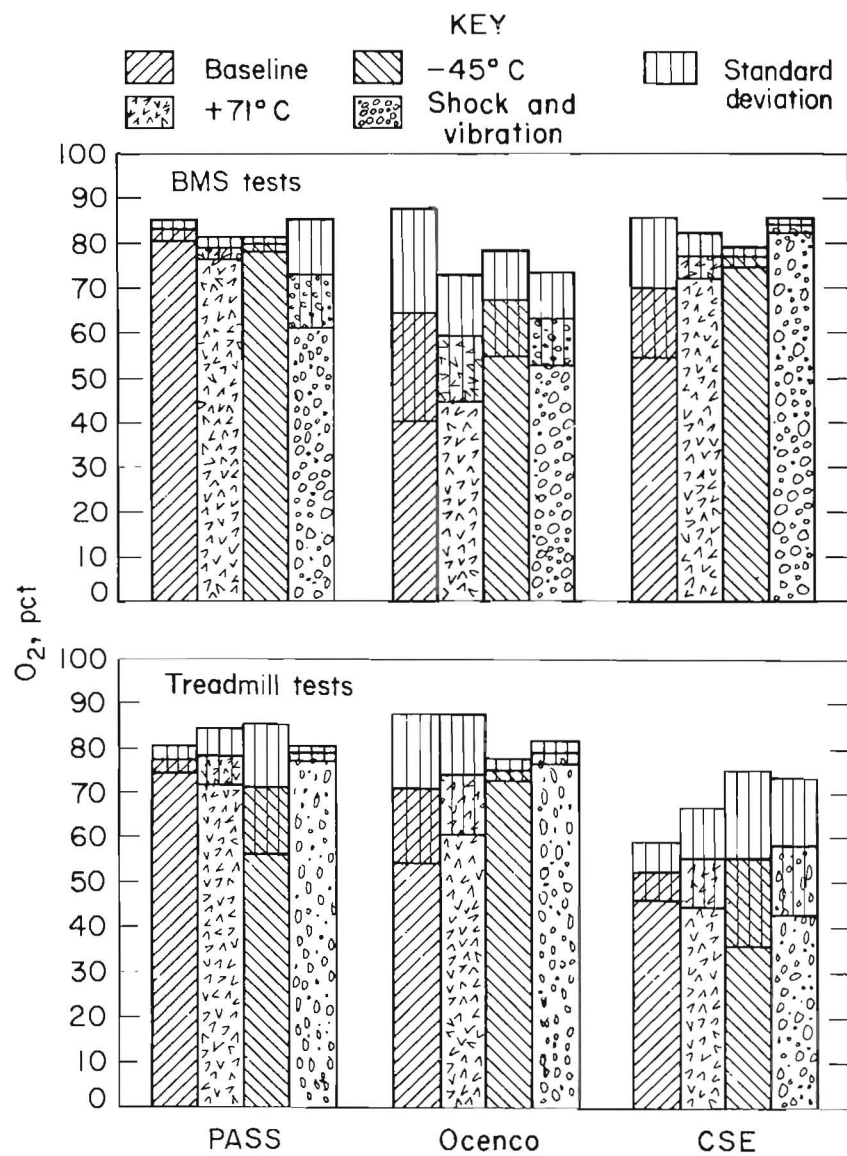 KEY
Baseline
−45° C
Standard deviation
+71° C
Shock and vibration
O₂, pct
BMS tests
100
90
80
70
60
50
40
30
20
10
0
Treadmill tests
100
90
80
70
60
50
40
30
20
10
0
PASS Ocenco CSE